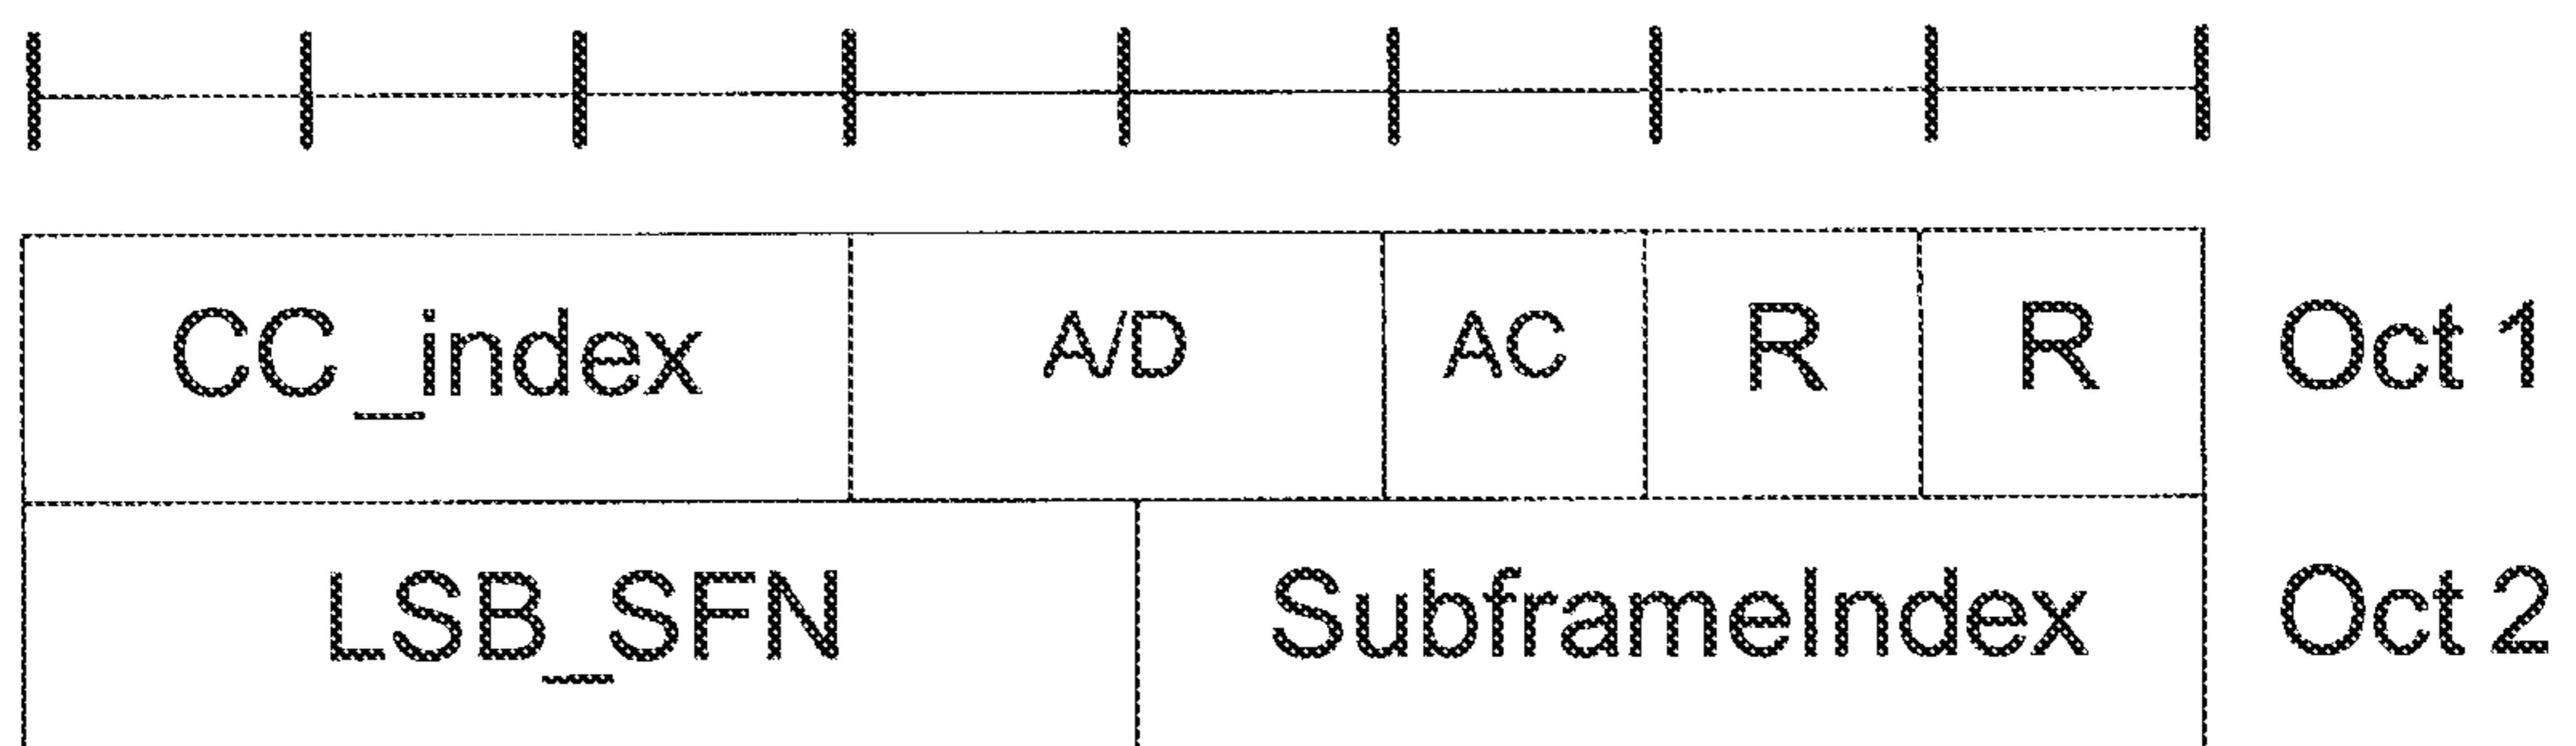 CC_index A/D AC R R Oct 1
LSB_SFN SubframeIndex Oct 2